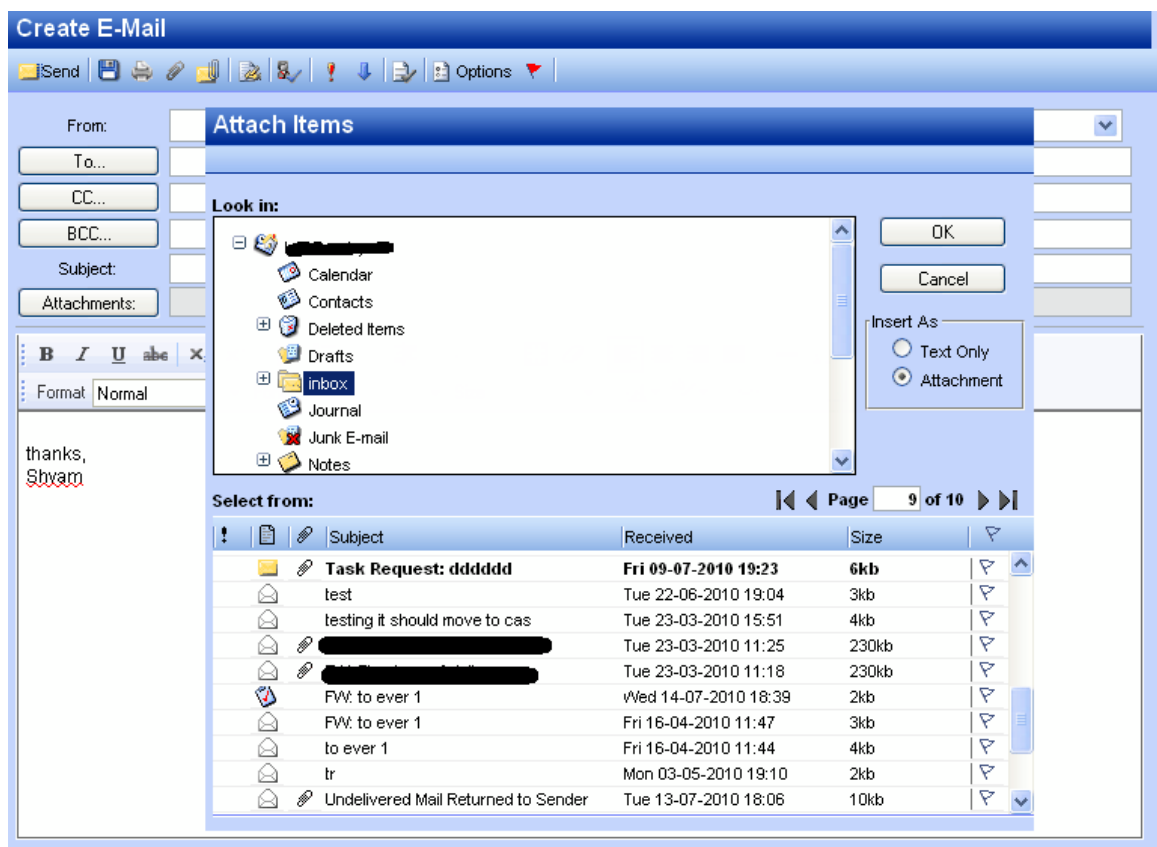 Create E-Mail
Send Options
From:
To...
CC...
BCC...
Subject:
Attachments:
B I U abc X
Format Normal
thanks,
Shyam
Attach Items
Look in:
Calendar
Contacts
Deleted Items
Drafts
inbox
Journal
Junk E-mail
Notes
OK
Cancel
Insert As
Text Only
Attachment
Select from:
Page 9 of 10
! Subject Received Size
Task Request: dddddd Fri 09-07-2010 19:23 6kb
test Tue 22-06-2010 19:04 3kb
testing it should move to cas Tue 23-03-2010 15:51 4kb
Tue 23-03-2010 11:25 230kb
Tue 23-03-2010 11:18 230kb
FW: to ever 1 Wed 14-07-2010 18:39 2kb
FW: to ever 1 Fri 16-04-2010 11:47 3kb
to ever 1 Fri 16-04-2010 11:44 4kb
tr Mon 03-05-2010 19:10 2kb
Undelivered Mail Returned to Sender Tue 13-07-2010 18:06 10kb